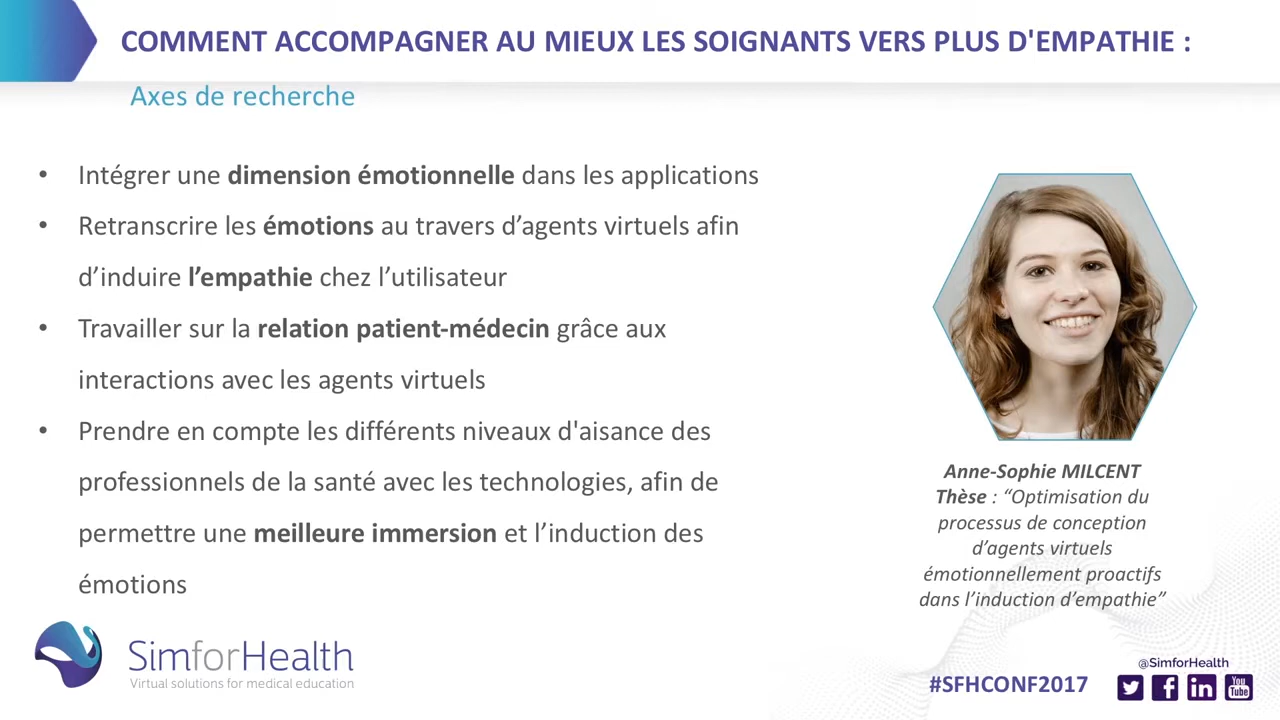 COMMENT ACCOMPAGNER AU MIEUX LES SOIGNANTS VERS PLUS D'EMPATHIE :
Axes de recherche
• Intégrer une dimension émotionnelle dans les applications
• Retranscrire les émotions au travers d’agents virtuels afin
d’induire l’empathie chez l’utilisateur
• Travailler sur la relation patient-médecin grâce aux
interactions avec les agents virtuels
• Prendre en compte les différents niveaux d'aisance des
professionnels de la santé avec les technologies, afin de
permettre une meilleure immersion et l’induction des
émotions
Anne-Sophie MILCENT
Thèse : “Optimisation du
processus de conception
d’agents virtuels
émotionnellement proactifs
dans l’induction d’empathie”
SimforHealth
Virtual solutions for medical education
#SFHCONF2017
@SimforHealth
You
Tube